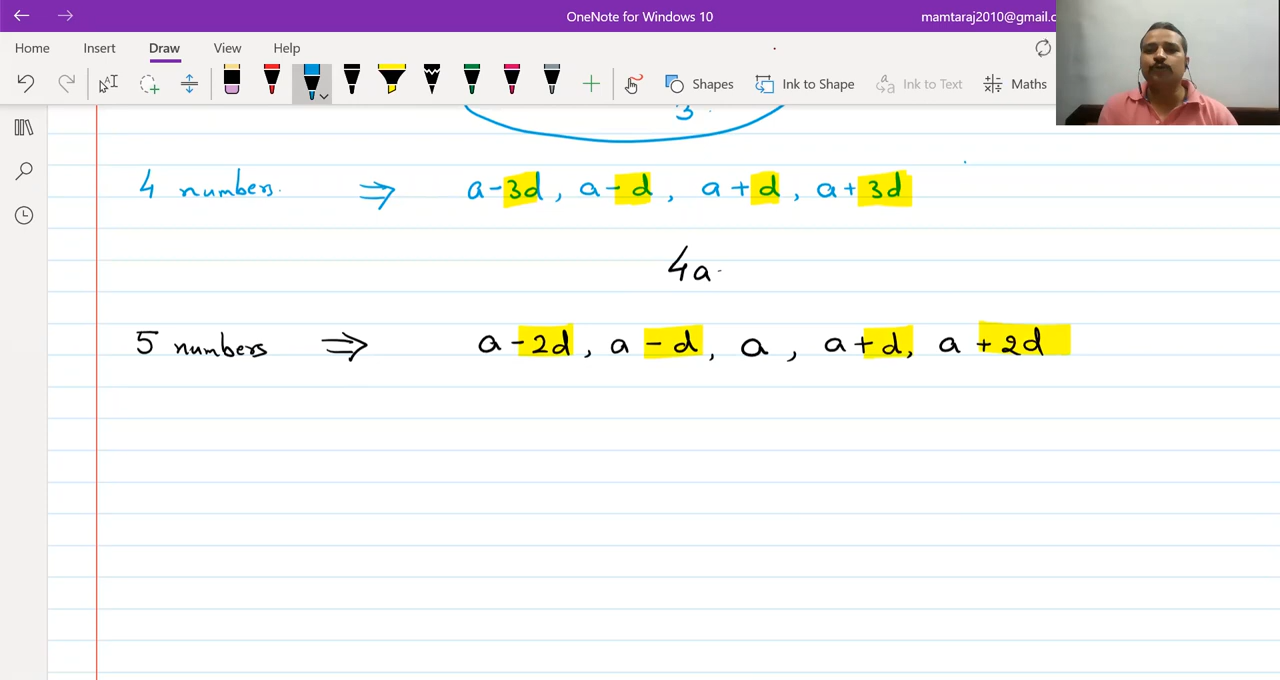 OneNote for Windows 10 mamtaraj2010@gmail.c
Home Insert Draw View Help
Shapes Ink to Shape Ink to Text Maths
3
4 numbers. ⇒ a-3d, a-d, a+d, a+3d
4a
5 numbers ⇒ a-2d, a-d, a, a+d, a+2d